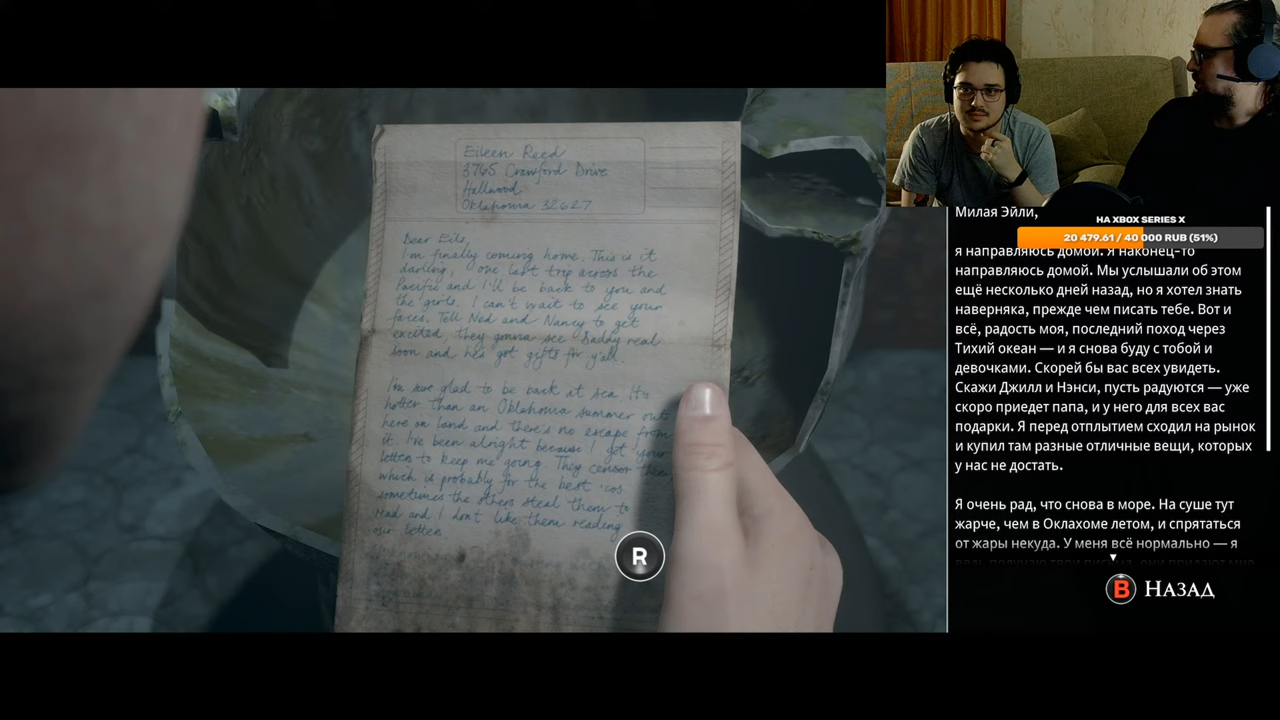 Eileen Reed
3765 Crawford Drive
Hallwood
Oklahoma 32627
Dear Eile,
I'm finally coming home. This is it
darling, one last trip across the
Pacific and I'll be back to you and
the girls. I can't wait to see your
faces. Tell Ned and Nancy to get
excited, they gonna see Daddy real
soon and he's got gifts for y'all.
I'm sure glad to be back at sea. It's
hotter than an Oklahoma summer out
here on land and there's no escape from
it. I've been alright because I got your
letters to keep me going. They censor them
which is probably for the best 'cos
sometimes the others steal them to
read and I don't like them reading
our letters
R
Милая Эйли,
НА XBOX SERIES X
20 479.61 / 40 000 RUB (51%)
я направляюсь домой. Я наконец-то
направляюсь домой. Мы услышали об этом
ещё несколько дней назад, но я хотел знать
наверняка, прежде чем писать тебе. Вот и
всё, радость моя, последний поход через
Тихий океан — и я снова буду с тобой и
девочками. Скорей бы вас всех увидеть.
Скажи Джилл и Нэнси, пусть радуются — уже
скоро приедет папа, и у него для всех вас
подарки. Я перед отплытием сходил на рынок
и купил там разные отличные вещи, которых
у нас не достать.
Я очень рад, что снова в море. На суше тут
жарче, чем в Оклахоме летом, и спрятаться
от жары некуда. У меня всё нормально — я
B Назад